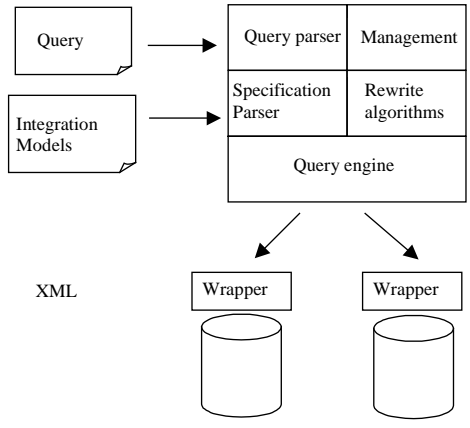 Query
Query parser
Management
Integration
Models
Specification
Parser
Rewrite
algorithms
Query engine
XML
Wrapper
Wrapper